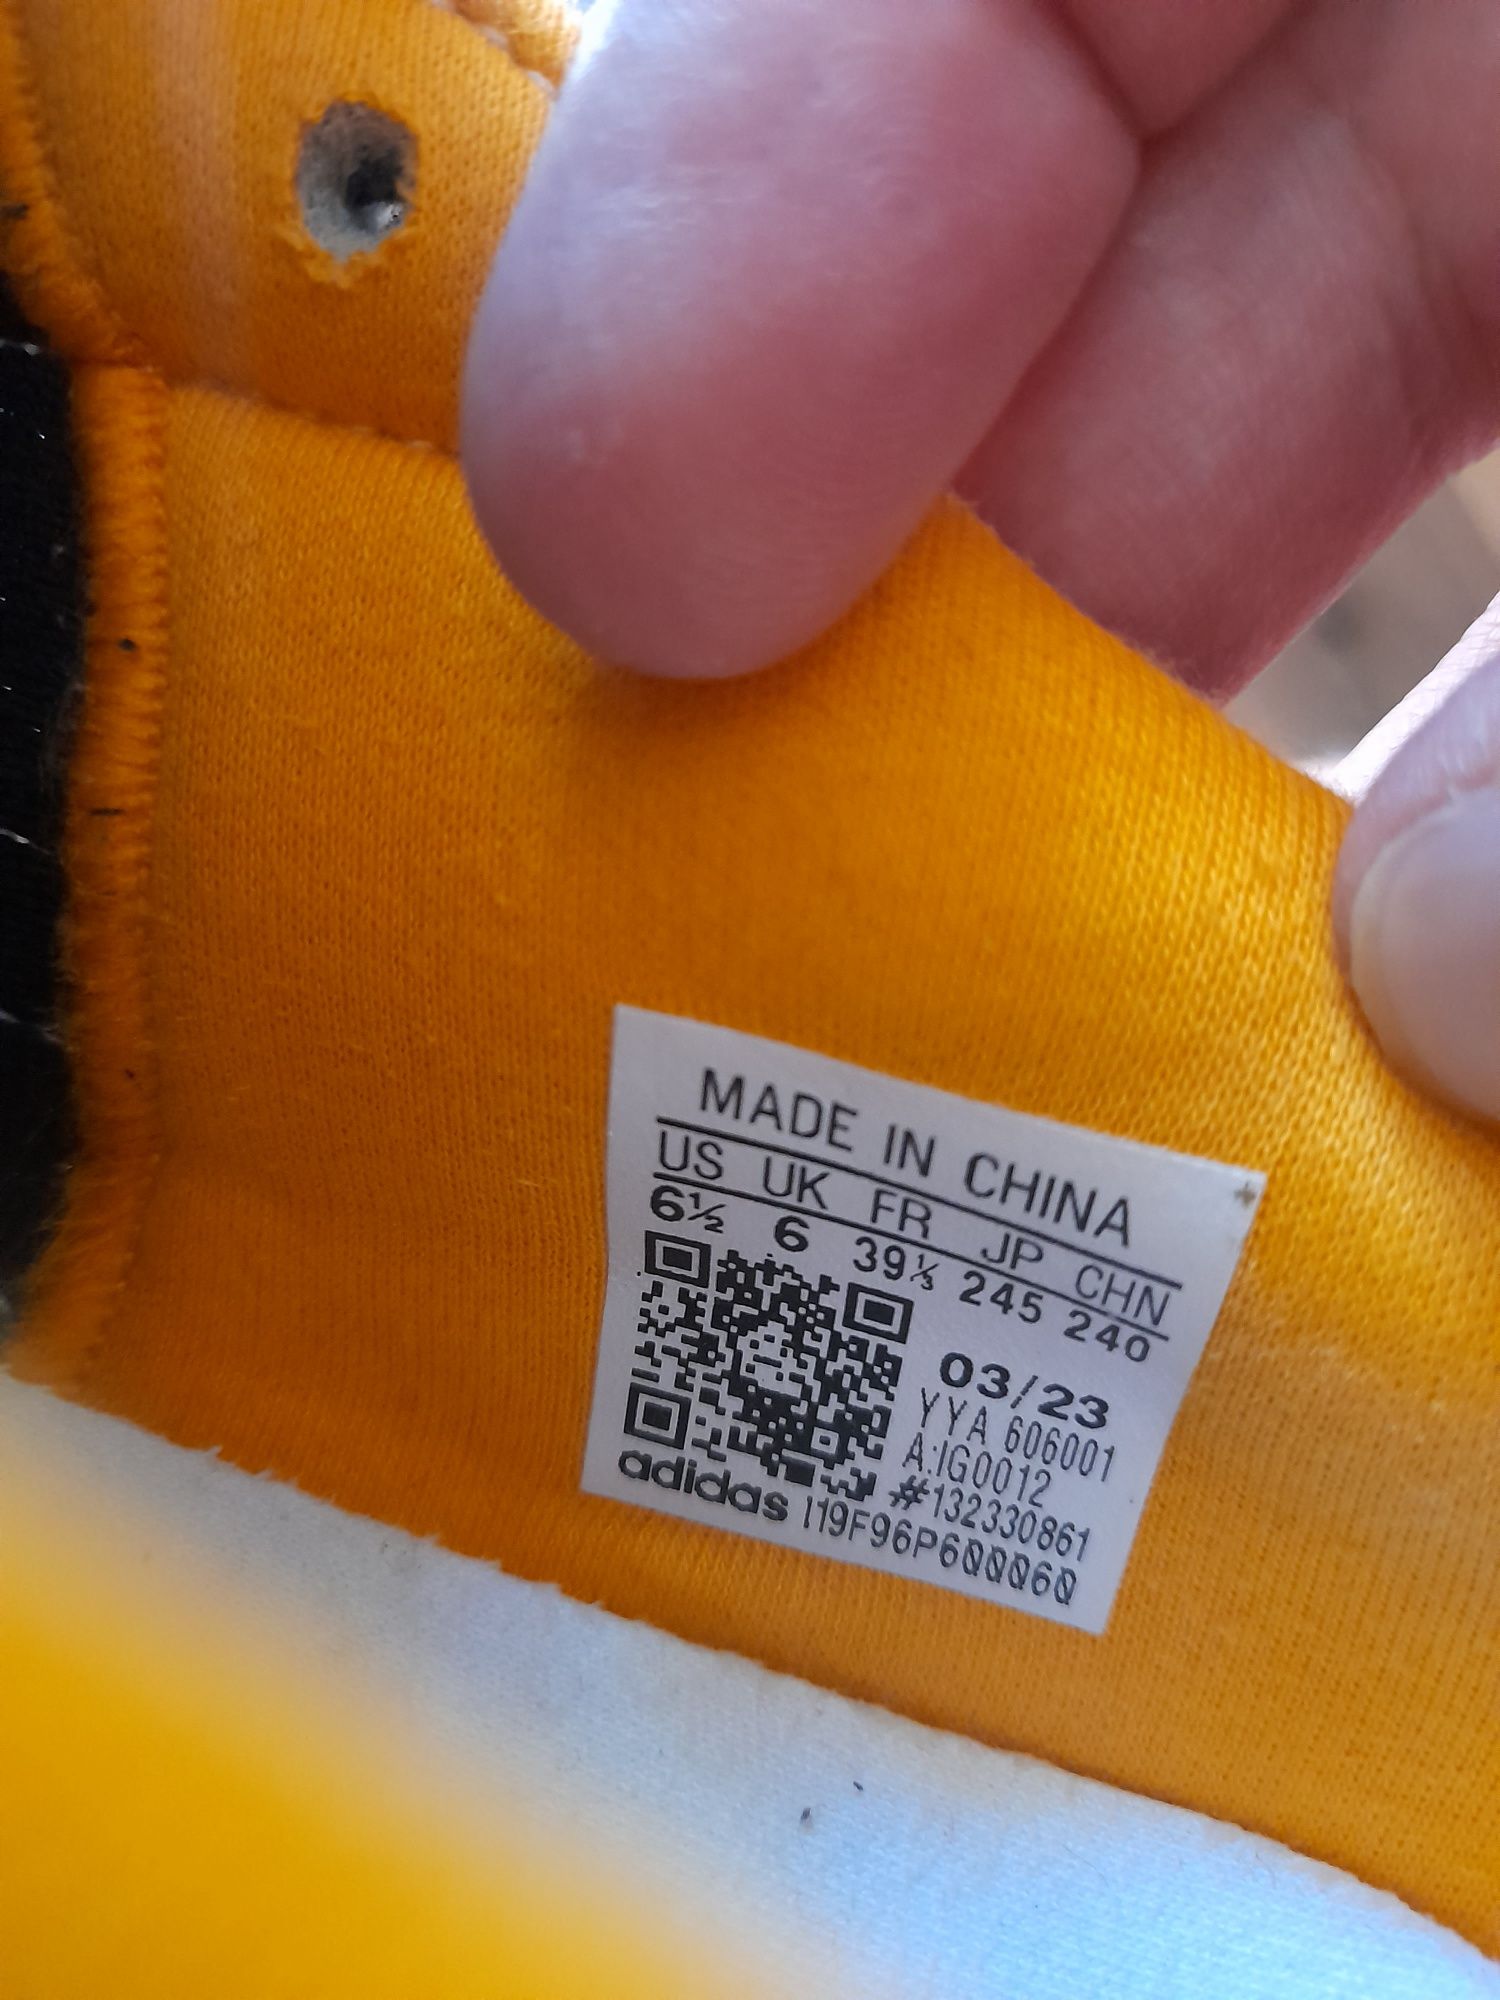 MADE IN CHINA
US UK FR JP CHN
6½ 6 39⅓ 245 240
03/23
YYA 606001
A:IG0012
#132330861
adidas I19F96P600060